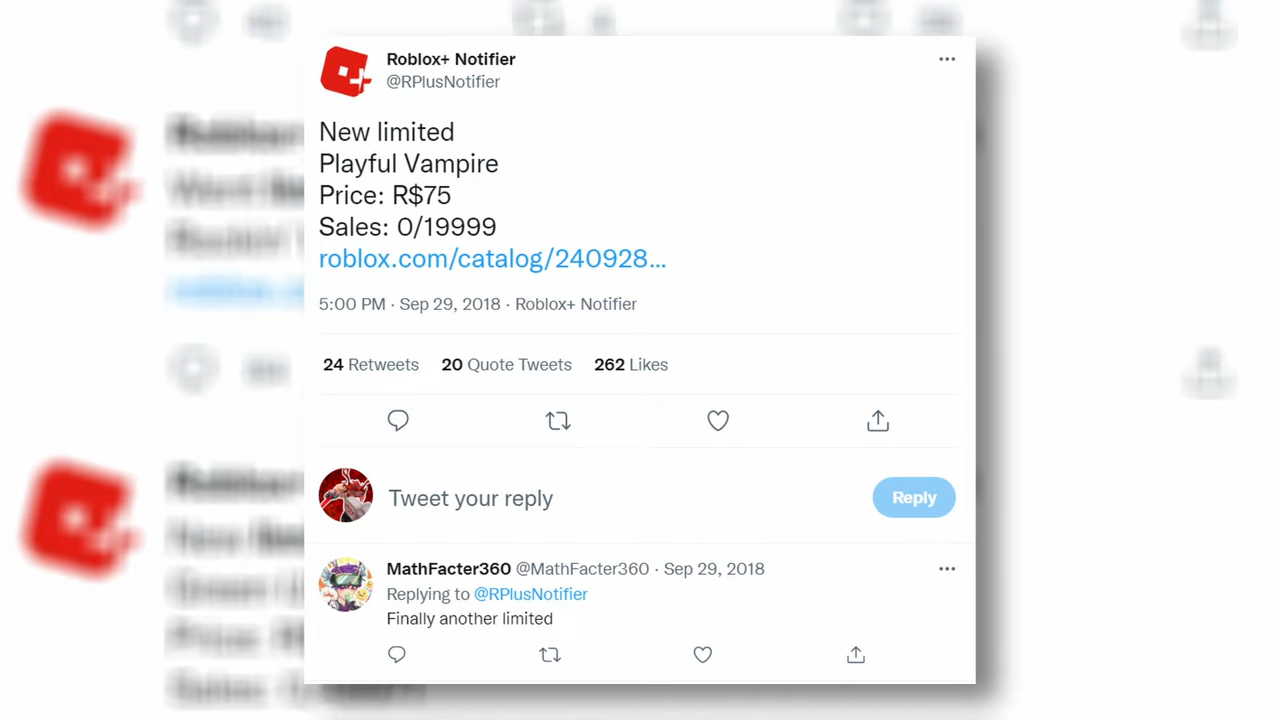 Roblox+ Notifier
@RPlusNotifier
New limited
Playful Vampire
Price: R$75
Sales: 0/19999
roblox.com/catalog/240928...
5:00 PM · Sep 29, 2018 · Roblox+ Notifier
24 Retweets 20 Quote Tweets 262 Likes
Tweet your reply
Reply
MathFacter360 @MathFacter360 · Sep 29, 2018
Replying to @RPlusNotifier
Finally another limited